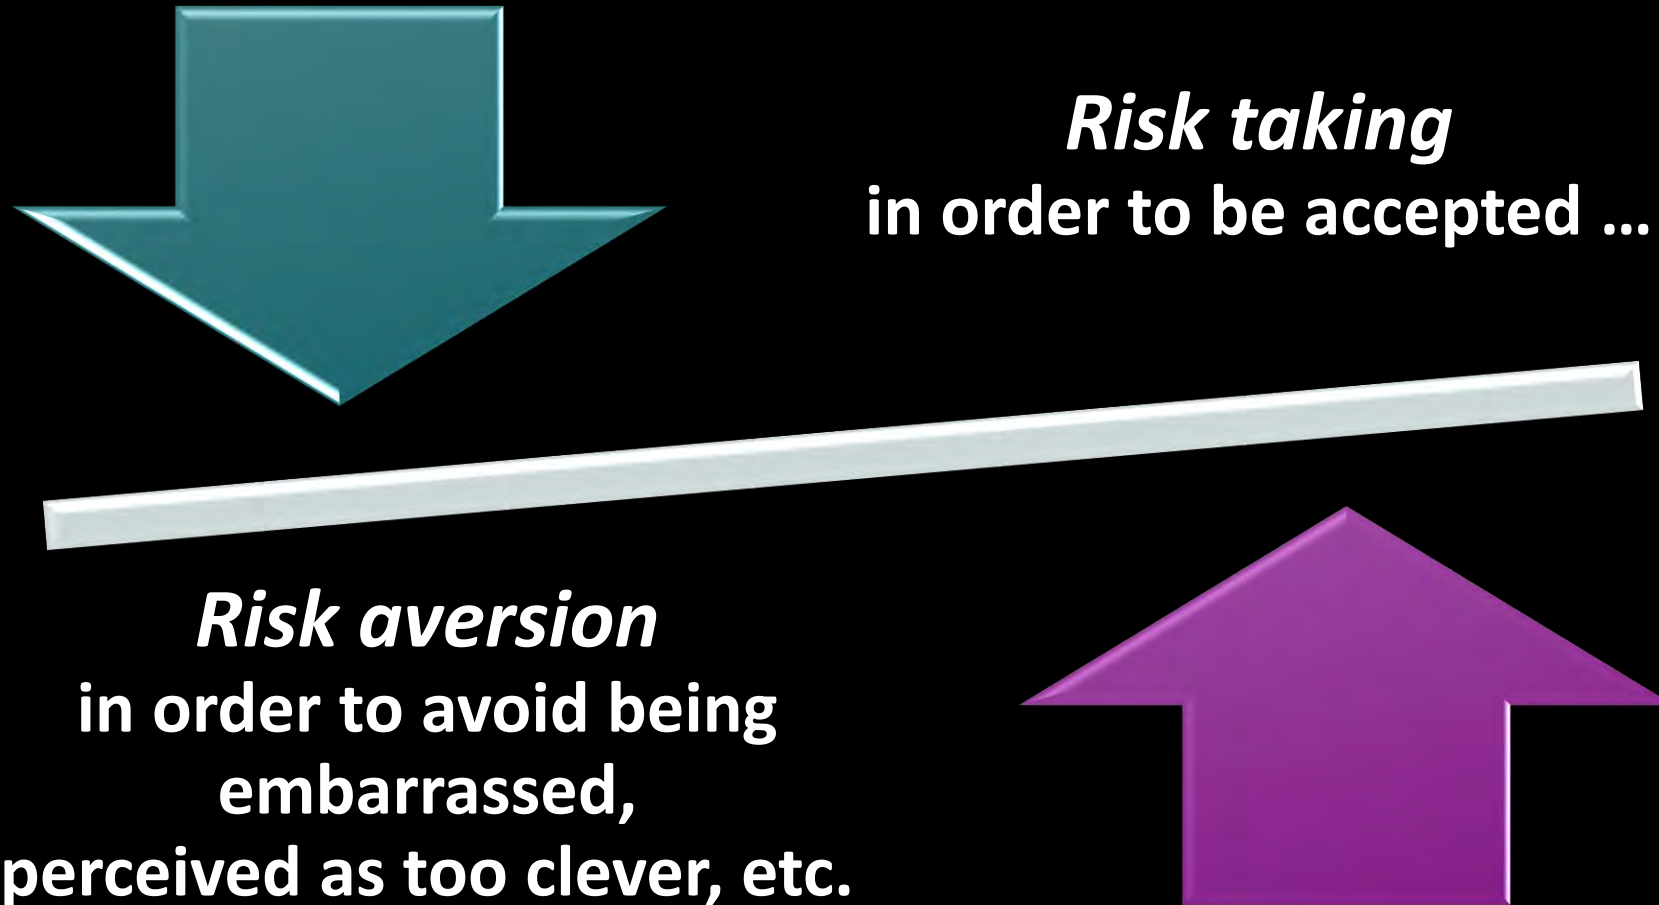 Risk taking
in order to be accepted …
Risk aversion
in order to avoid being
embarrassed,
perceived as too clever, etc.